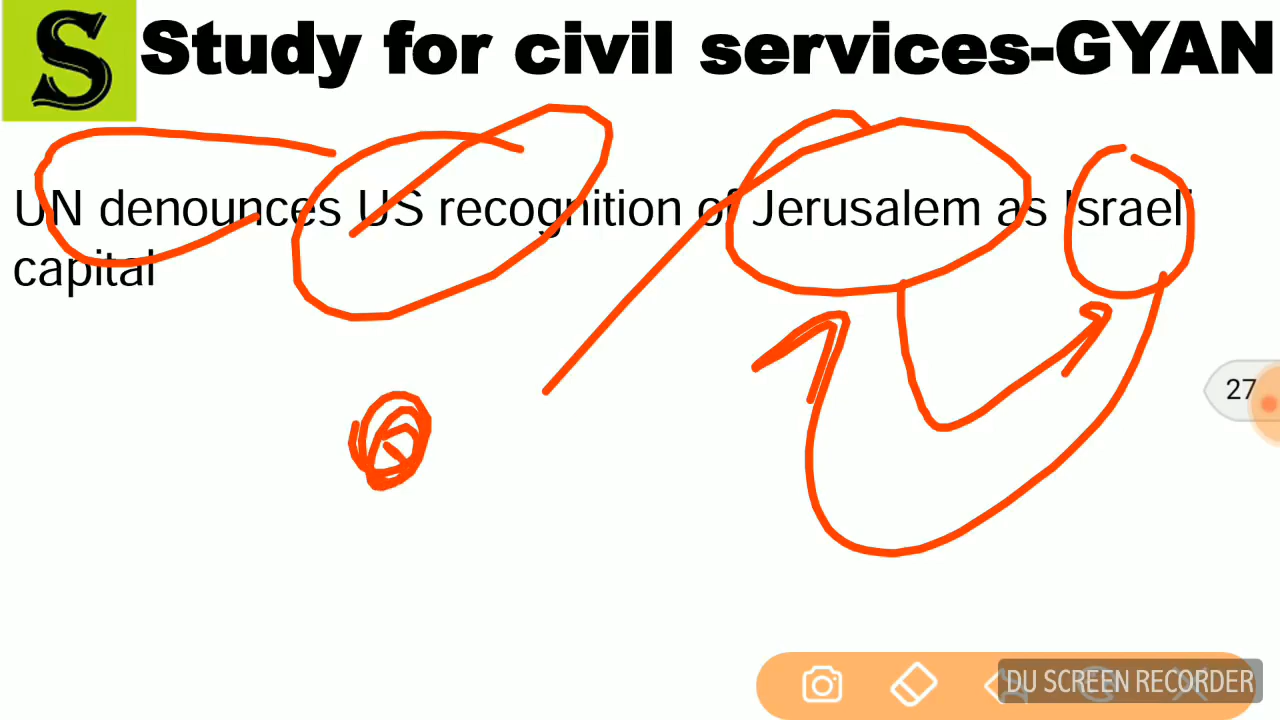 S Study for civil services-GYAN
UN denounces US recognition of Jerusalem as Israeli
capital
27
DU SCREEN RECORDER